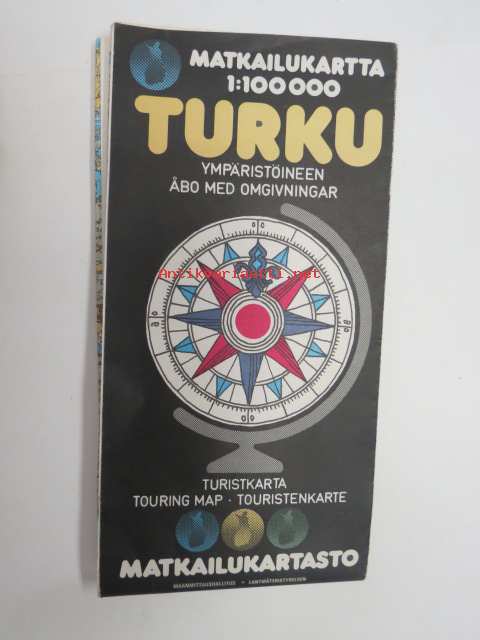 MATKAILUKARTTA
1:100 000
TURKU
YMPÄRISTÖINEEN
ÅBO MED OMGIVNINGAR
Antikvariaatti.net
TURISTKARTA
TOURING MAP · TOURISTENKARTE
MATKAILUKARTASTO
MAANMITTAUSHALLITUS • LANTMÄTERISTYRELSEN